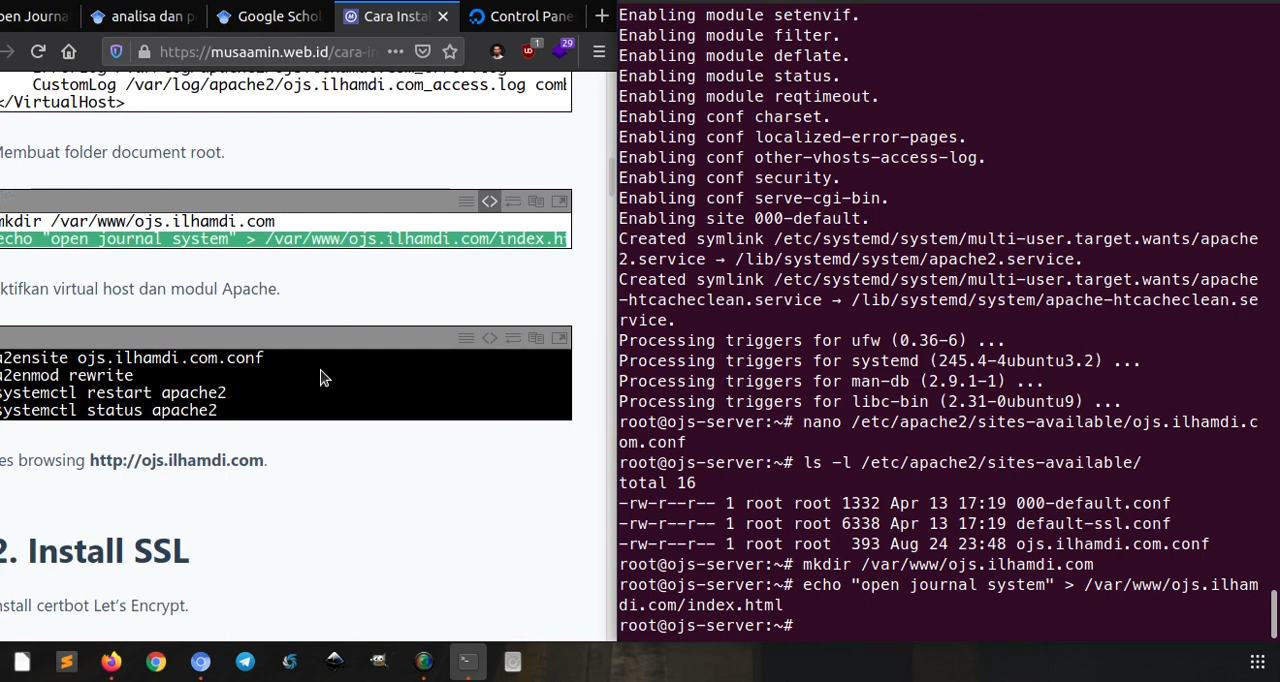 pen Journa
analisa dan p
Google Schol
Cara Instal
Control Pane
https://musaamin.web.id/cara-in
1
29
CustomLog /var/log/apache2/ojs.ilhamdi.com_access.log comb
</VirtualHost>
Membuat folder document root.
mkdir /var/www/ojs.ilhamdi.com
echo "open journal system" > /var/www/ojs.ilhamdi.com/index.ht
ktifkan virtual host dan modul Apache.
a2ensite ojs.ilhamdi.com.conf
a2enmod rewrite
systemctl restart apache2
systemctl status apache2
es browsing http://ojs.ilhamdi.com.
2. Install SSL
nstall certbot Let’s Encrypt.
Enabling module setenvif.
Enabling module filter.
Enabling module deflate.
Enabling module status.
Enabling module reqtimeout.
Enabling conf charset.
Enabling conf localized-error-pages.
Enabling conf other-vhosts-access-log.
Enabling conf security.
Enabling conf serve-cgi-bin.
Enabling site 000-default.
Created symlink /etc/systemd/system/multi-user.target.wants/apache
2.service → /lib/systemd/system/apache2.service.
Created symlink /etc/systemd/system/multi-user.target.wants/apache
-htcacheclean.service → /lib/systemd/system/apache-htcacheclean.se
rvice.
Processing triggers for ufw (0.36-6) ...
Processing triggers for systemd (245.4-4ubuntu3.2) ...
Processing triggers for man-db (2.9.1-1) ...
Processing triggers for libc-bin (2.31-0ubuntu9) ...
root@ojs-server:~# nano /etc/apache2/sites-available/ojs.ilhamdi.c
om.conf
root@ojs-server:~# ls -l /etc/apache2/sites-available/
total 16
-rw-r--r-- 1 root root 1332 Apr 13 17:19 000-default.conf
-rw-r--r-- 1 root root 6338 Apr 13 17:19 default-ssl.conf
-rw-r--r-- 1 root root  393 Aug 24 23:48 ojs.ilhamdi.com.conf
root@ojs-server:~# mkdir /var/www/ojs.ilhamdi.com
root@ojs-server:~# echo "open journal system" > /var/www/ojs.ilham
di.com/index.html
root@ojs-server:~#